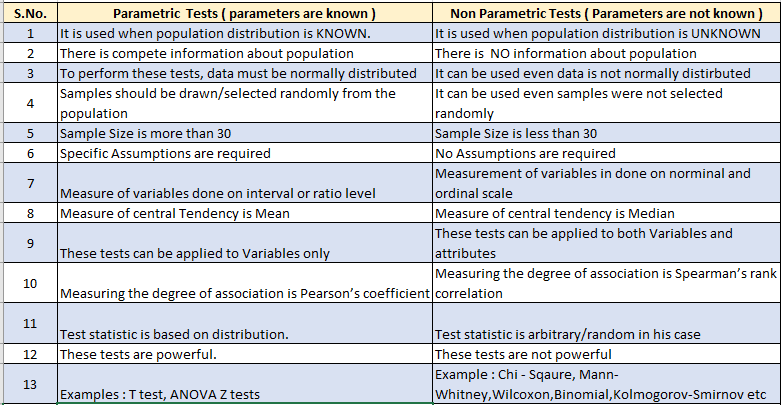 S.No. Parametric Tests ( parameters are known ) Non Parametric Tests ( Parameters are not known )
1 It is used when population distribution is KNOWN. It is used when population distribution is UNKNOWN
2 There is compete information about population There is NO information about population
3 To perform these tests, data must be normally distributed It can be used even data is not normally distirbuted
4 Samples should be drawn/selected randomly from the
population
It can be used even samples were not selected
randomly
5 Sample Size is more than 30 Sample Size is less than 30
6 Specific Assumptions are required No Assumptions are required
7 Measure of variables done on interval or ratio level
Measurement of variables in done on norminal and
ordinal scale
8 Measure of central Tendency is Mean Measure of central tendency is Median
9 These tests can be applied to Variables only
These tests can be applied to both Variables and
attributes
10 Measuring the degree of association is Pearson's coefficient
Measuring the degree of association is Spearman's rank
correlation
11 Test statistic is based on distribution. Test statistic is arbitrary/random in his case
12 These tests are powerful. These tests are not powerful
13 Examples : T test, ANOVA Z tests
Example : Chi - Sqaure, Mann-
Whitney,Wilcoxon,Binomial,Kolmogorov-Smirnov etc